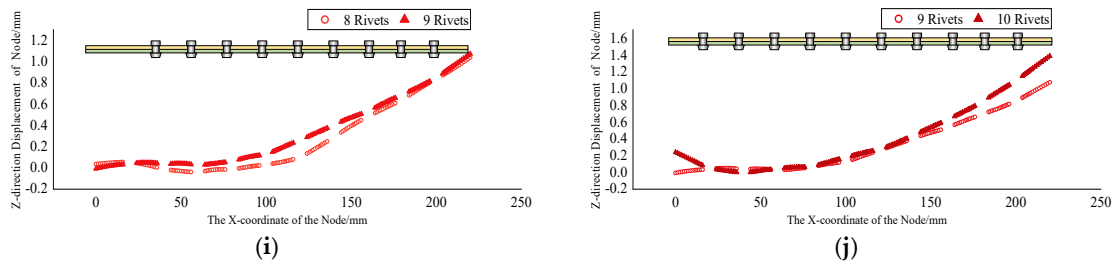 8 Rivets 9 Rivets
Z-direction Displacement of Node/mm
1.2
1.0
0.8
0.6
0.4
0.2
0.0
-0.2
0 50 100 150 200 250
The X-coordinate of the Node/mm
(i)
9 Rivets 10 Rivets
Z-direction Displacement of Node/mm
1.6
1.4
1.2
1.0
0.8
0.6
0.4
0.2
0.0
-0.2
0 50 100 150 200 250
The X-coordinate of the Node/mm
(j)